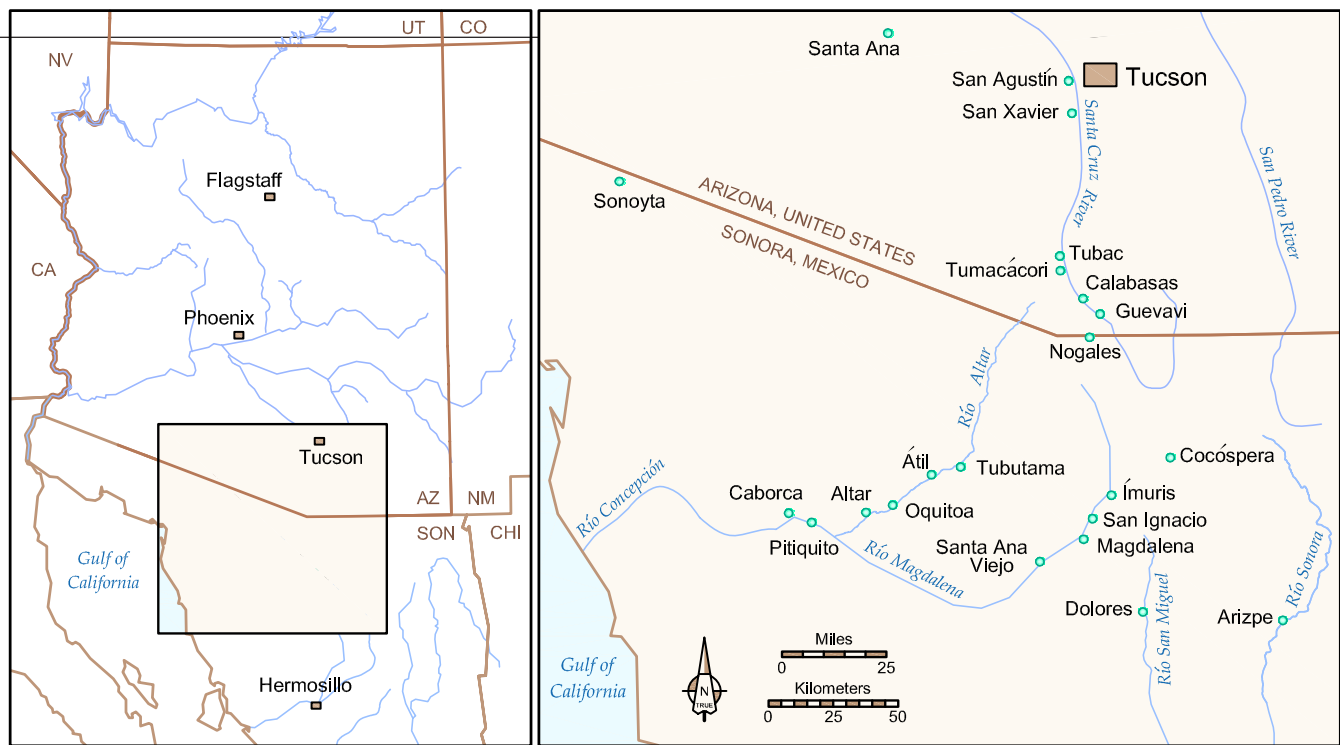 UT
CO
NV
Flagstaff
CA
Phoenix
Tucson
AZ
NM
SON
CHI
Gulf of
California
Hermosillo
Santa Ana
San Agustín
Tucson
San Xavier
Santa Cruz River
San Pedro River
Sonoyta
ARIZONA, UNITED STATES
SONORA, MEXICO
Tubac
Tumacácori
Calabasas
Guevavi
Nogales
Río Altar
Átil
Tubutama
Cocóspera
Río Concepción
Caborca
Altar
Oquitoa
Ímuris
Pitiquito
San Ignacio
Magdalena
Río Magdalena
Santa Ana
Viejo
Dolores
Río San Miguel
Arizpe
Río Sonora
Gulf of
California
N
TRUE
Miles
0 25
Kilometers
0 25 50